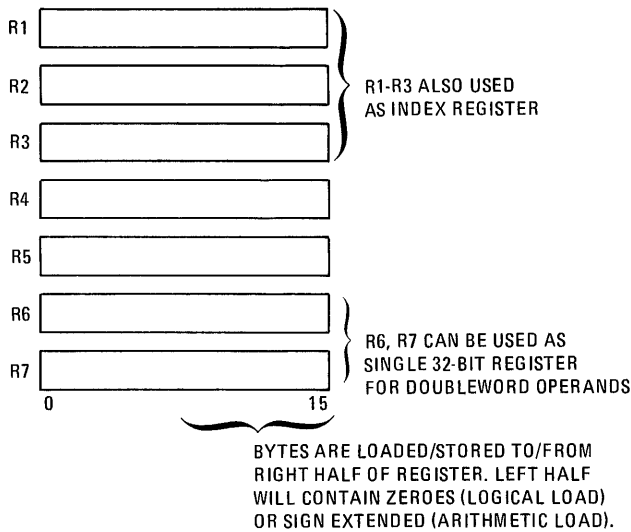 R1
R2
R3
R1-R3 ALSO USED
AS INDEX REGISTER
R4
R5
R6
R7
R6, R7 CAN BE USED AS
SINGLE 32-BIT REGISTER
FOR DOUBLEWORD OPERANDS
0 15
BYTES ARE LOADED/STORED TO/FROM
RIGHT HALF OF REGISTER. LEFT HALF
WILL CONTAIN ZEROES (LOGICAL LOAD)
OR SIGN EXTENDED (ARITHMETIC LOAD).